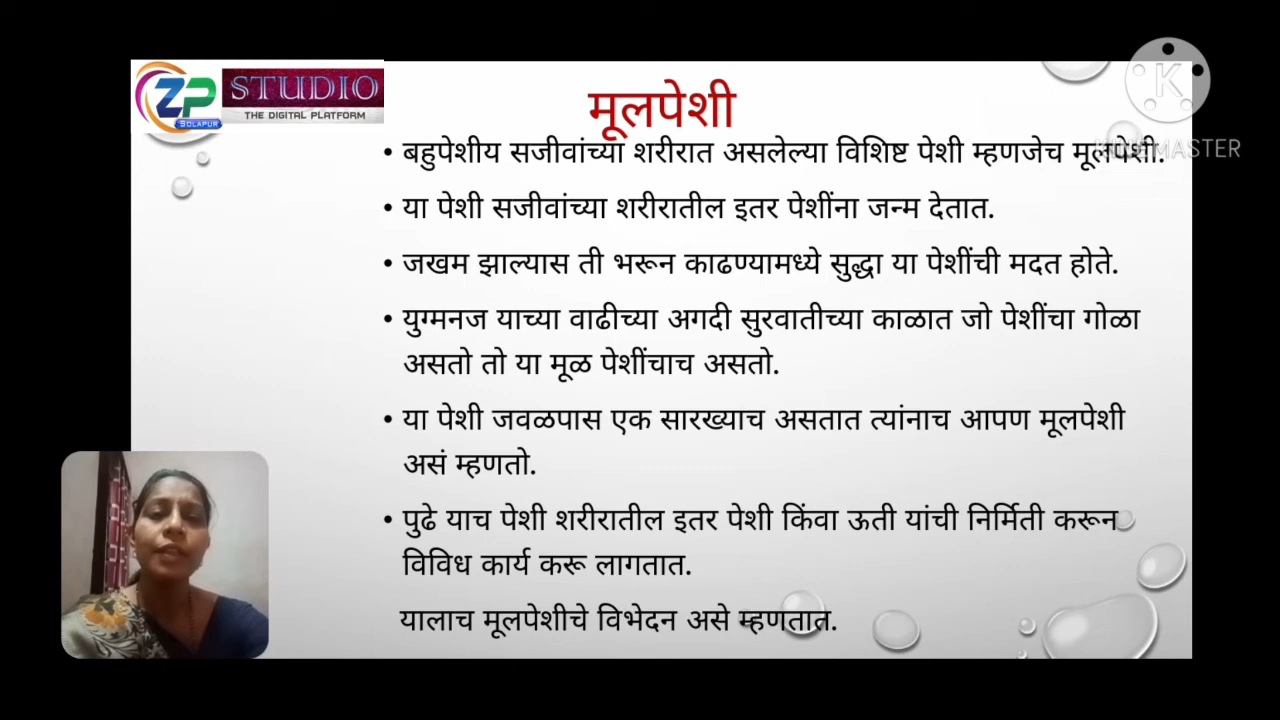 ZP
SOLAPUR
STUDIO
THE DIGITAL PLATFORM
K
KINEMASTER
मूलपेशी
• बहुपेशीय सजीवांच्या शरीरात असलेल्या विशिष्ट पेशी म्हणजेच मूलपेशी.
• या पेशी सजीवांच्या शरीरातील इतर पेशींना जन्म देतात.
• जखम झाल्यास ती भरून काढण्यामध्ये सुद्धा या पेशींची मदत होते.
• युग्मनज याच्या वाढीच्या अगदी सुरवातीच्या काळात जो पेशींचा गोळा
असतो तो या मूळ पेशींचाच असतो.
• या पेशी जवळपास एक सारख्याच असतात त्यांनाच आपण मूलपेशी
असं म्हणतो.
• पुढे याच पेशी शरीरातील इतर पेशी किंवा ऊती यांची निर्मिती करून
विविध कार्य करू लागतात.
यालाच मूलपेशीचे विभेदन असे म्हणतात.